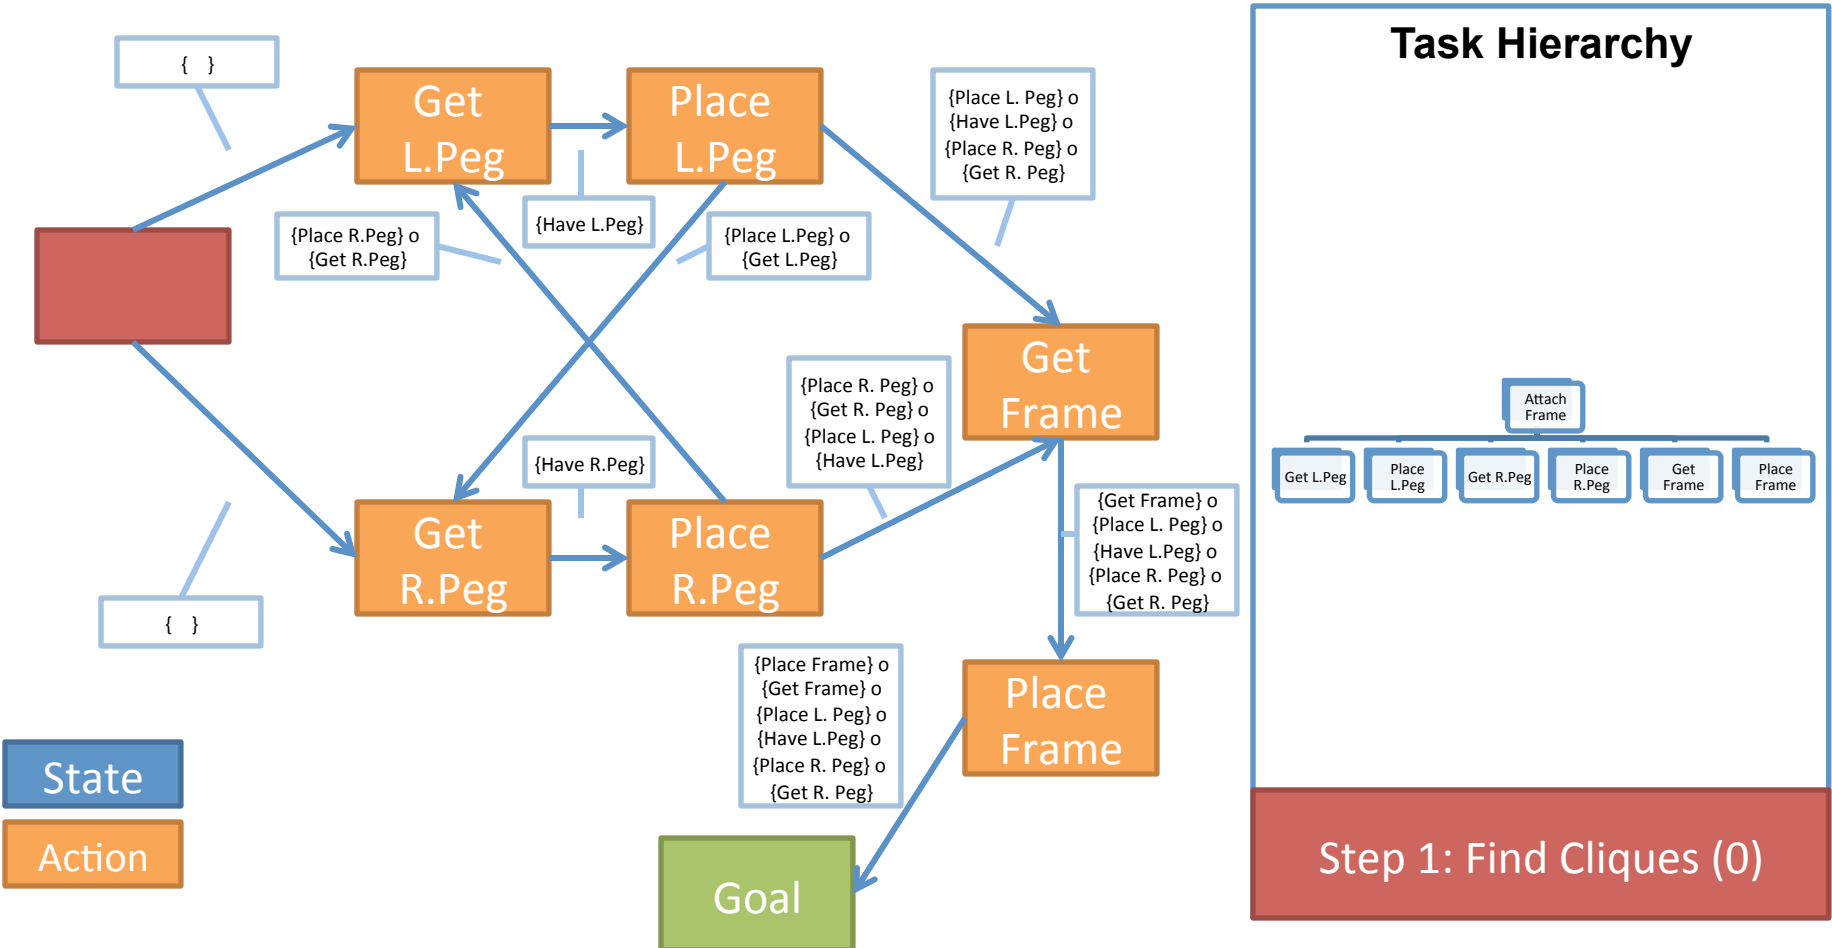 {   }
Get
L.Peg
Place
L.Peg
{Place L. Peg} o
{Have L.Peg} o
{Place R. Peg} o
{Get R. Peg}
{Have L.Peg}
{Place R.Peg} o
{Get R.Peg}
{Place L.Peg} o
{Get L.Peg}
Get
Frame
{Place R. Peg} o
{Get R. Peg} o
{Place L. Peg} o
{Have L.Peg}
{Have R.Peg}
Get
R.Peg
Place
R.Peg
{Get Frame} o
{Place L. Peg} o
{Have L.Peg} o
{Place R. Peg} o
{Get R. Peg}
{   }
{Place Frame} o
{Get Frame} o
{Place L. Peg} o
{Have L.Peg} o
{Place R. Peg} o
{Get R. Peg}
Place
Frame
State
Action
Goal
Task Hierarchy
Attach
Frame
Get L.Peg
Place
L.Peg
Get R.Peg
Place
R.Peg
Get
Frame
Place
Frame
Step 1: Find Cliques (0)